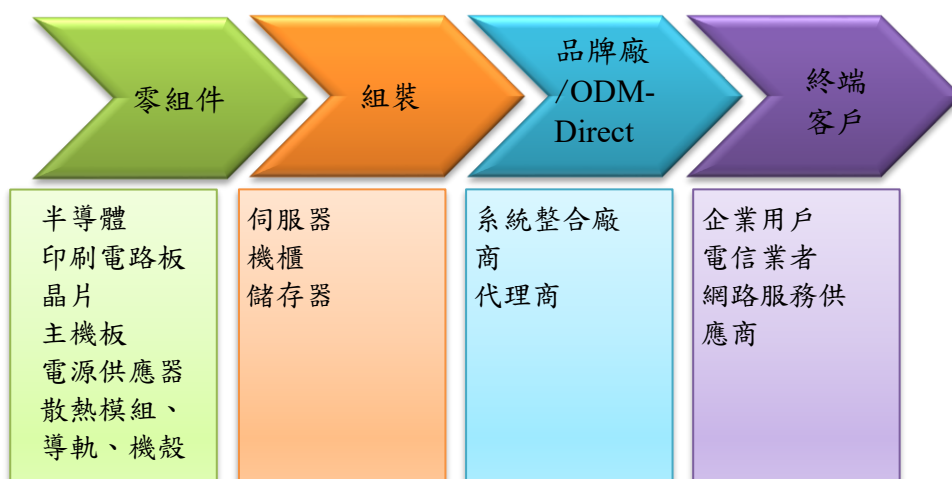 零組件
組裝
品牌廠
/ODM-
Direct
終端
客戶
半導體
印刷電路板
晶片
主機板
電源供應器
散熱模組、
導軌、機殼
伺服器
機櫃
儲存器
系統整合廠
商
代理商
企業用戶
電信業者
網路服務供
應商